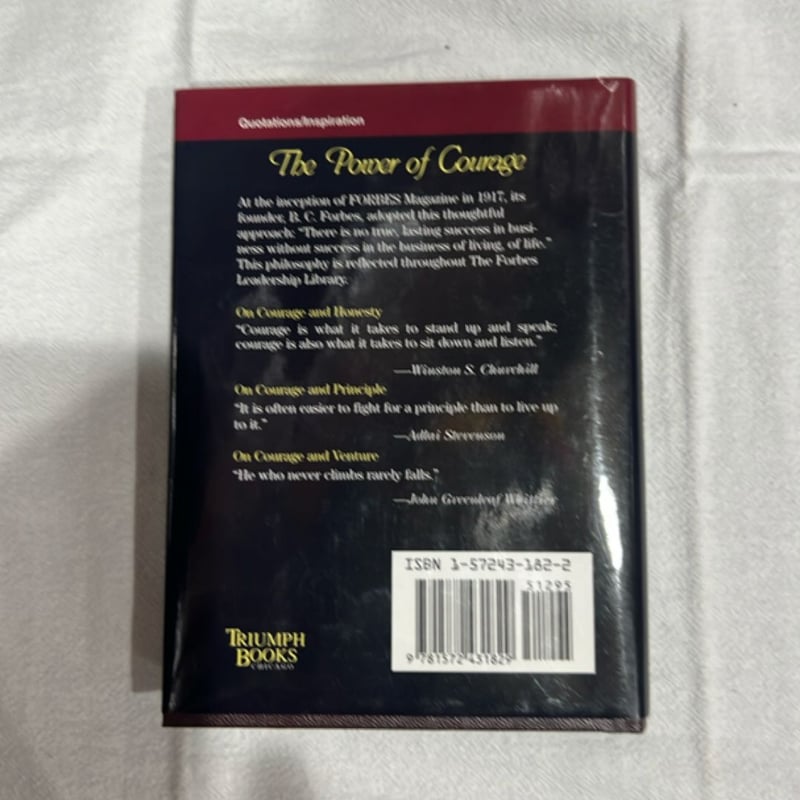 Quotations/Inspiration
The Power of Courage
At the inception of FORBES Magazine in 1917, its
founder, B. C. Forbes, adopted this thoughtful
approach: "There is no true, lasting success in busi-
ness without success in the business of living, of life."
This philosophy is reflected throughout The Forbes
Leadership Library.
On Courage and Honesty
"Courage is what it takes to stand up and speak;
courage is also what it takes to sit down and listen."
—Winston S. Churchill
On Courage and Principle
"It is often easier to fight for a principle than to live up
to it."
—Adlai Stevenson
On Courage and Venture
"He who never climbs rarely falls."
—John Greenleaf Whittier
ISBN 1-57243-182-2
51295
9 781572 431829
TRIUMPH
BOOKS
CHICAGO